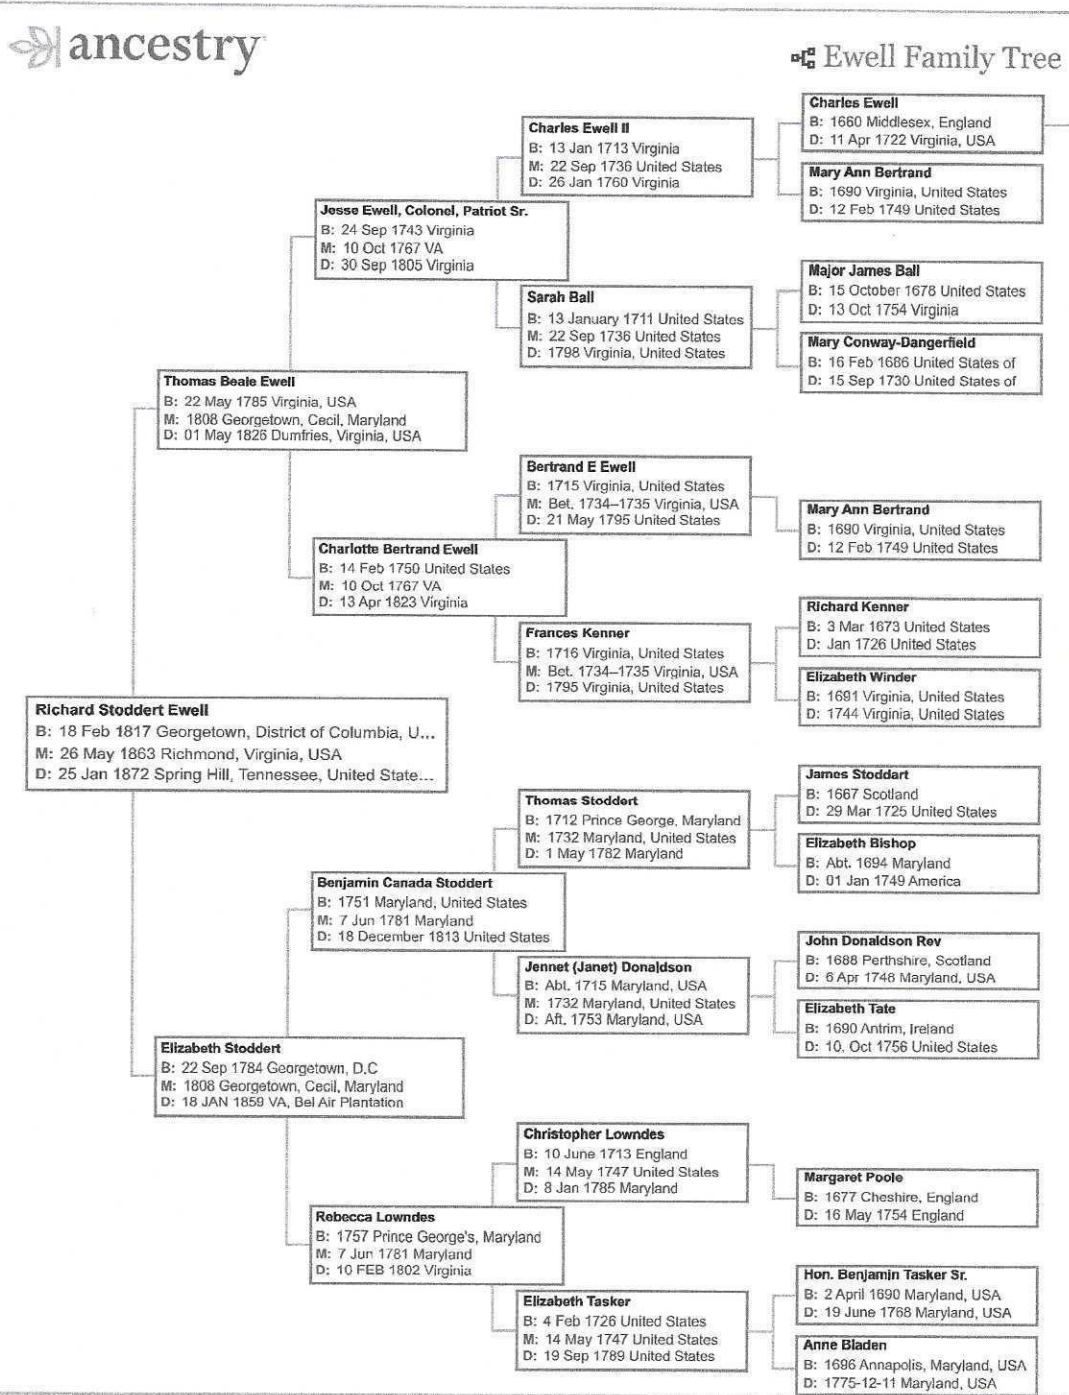 ancestry
Ewell Family Tree
Charles Ewell
B: 1660 Middlesex, England
D: 11 Apr 1722 Virginia, USA
Charles Ewell II
B: 13 Jan 1713 Virginia
M: 22 Sep 1736 United States
D: 26 Jan 1760 Virginia
Mary Ann Bertrand
B: 1690 Virginia, United States
D: 12 Feb 1749 United States
Jesse Ewell, Colonel, Patriot Sr.
B: 24 Sep 1743 Virginia
M: 10 Oct 1767 VA
D: 30 Sep 1805 Virginia
Major James Ball
B: 15 October 1678 United States
D: 13 Oct 1754 Virginia
Sarah Ball
B: 13 January 1711 United States
M: 22 Sep 1736 United States
D: 1798 Virginia, United States
Mary Conway-Dangerfield
B: 16 Feb 1686 United States of
D: 15 Sep 1730 United States of
Thomas Beale Ewell
B: 22 May 1785 Virginia, USA
M: 1808 Georgetown, Cecil, Maryland
D: 01 May 1826 Dumfries, Virginia, USA
Bertrand E Ewell
B: 1715 Virginia, United States
M: Bet. 1734–1735 Virginia, USA
D: 21 May 1795 United States
Mary Ann Bertrand
B: 1690 Virginia, United States
D: 12 Feb 1749 United States
Charlotte Bertrand Ewell
B: 14 Feb 1750 United States
M: 10 Oct 1767 VA
D: 13 Apr 1823 Virginia
Richard Kenner
B: 3 Mar 1673 United States
D: Jan 1726 United States
Frances Kenner
B: 1716 Virginia, United States
M: Bet. 1734–1735 Virginia, USA
D: 1795 Virginia, United States
Elizabeth Winder
B: 1691 Virginia, United States
D: 1744 Virginia, United States
Richard Stoddert Ewell
B: 18 Feb 1817 Georgetown, District of Columbia, U...
M: 26 May 1863 Richmond, Virginia, USA
D: 25 Jan 1872 Spring Hill, Tennessee, United State...
James Stoddart
B: 1667 Scotland
D: 29 Mar 1725 United States
Thomas Stoddert
B: 1712 Prince George, Maryland
M: 1732 Maryland, United States
D: 1 May 1782 Maryland
Elizabeth Bishop
B: Abt. 1694 Maryland
D: 01 Jan 1749 America
Benjamin Canada Stoddert
B: 1751 Maryland, United States
M: 7 Jun 1781 Maryland
D: 18 December 1813 United States
John Donaldson Rev
B: 1688 Perthshire, Scotland
D: 6 Apr 1748 Maryland, USA
Jennet (Janet) Donaldson
B: Abt. 1715 Maryland, USA
M: 1732 Maryland, United States
D: Aft. 1753 Maryland, USA
Elizabeth Tate
B: 1690 Antrim, Ireland
D: 10, Oct 1756 United States
Elizabeth Stoddert
B: 22 Sep 1784 Georgetown, D.C
M: 1808 Georgetown, Cecil, Maryland
D: 18 JAN 1859 VA, Bel Air Plantation
Christopher Lowndes
B: 10 June 1713 England
M: 14 May 1747 United States
D: 8 Jan 1785 Maryland
Margaret Poole
B: 1677 Cheshire, England
D: 16 May 1754 England
Rebecca Lowndes
B: 1757 Prince George's, Maryland
M: 7 Jun 1781 Maryland
D: 10 FEB 1802 Virginia
Hon. Benjamin Tasker Sr.
B: 2 April 1690 Maryland, USA
D: 19 June 1768 Maryland, USA
Elizabeth Tasker
B: 4 Feb 1726 United States
M: 14 May 1747 United States
D: 19 Sep 1789 United States
Anne Bladen
B: 1696 Annapolis, Maryland, USA
D: 1775-12-11 Maryland, USA